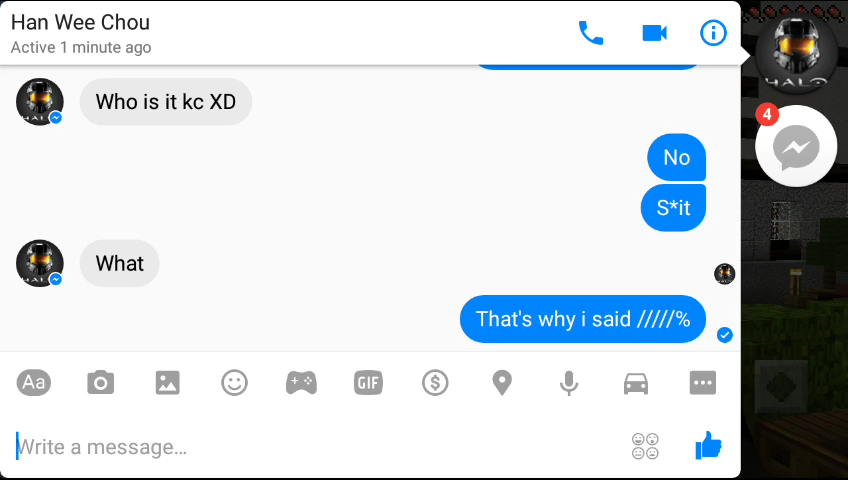 Han Wee Chou
Active 1 minute ago
Who is it kc XD
No
S*it
What
That's why i said /////%
Aa
GIF
$
Write a message...
HALO
4